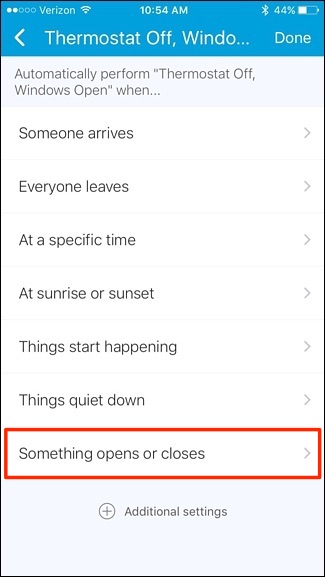 Verizon 10:54 AM 44%
Thermostat Off, Windo... Done
Automatically perform "Thermostat Off,
Windows Open" when...
Someone arrives
Everyone leaves
At a specific time
At sunrise or sunset
Things start happening
Things quiet down
Something opens or closes
Additional settings